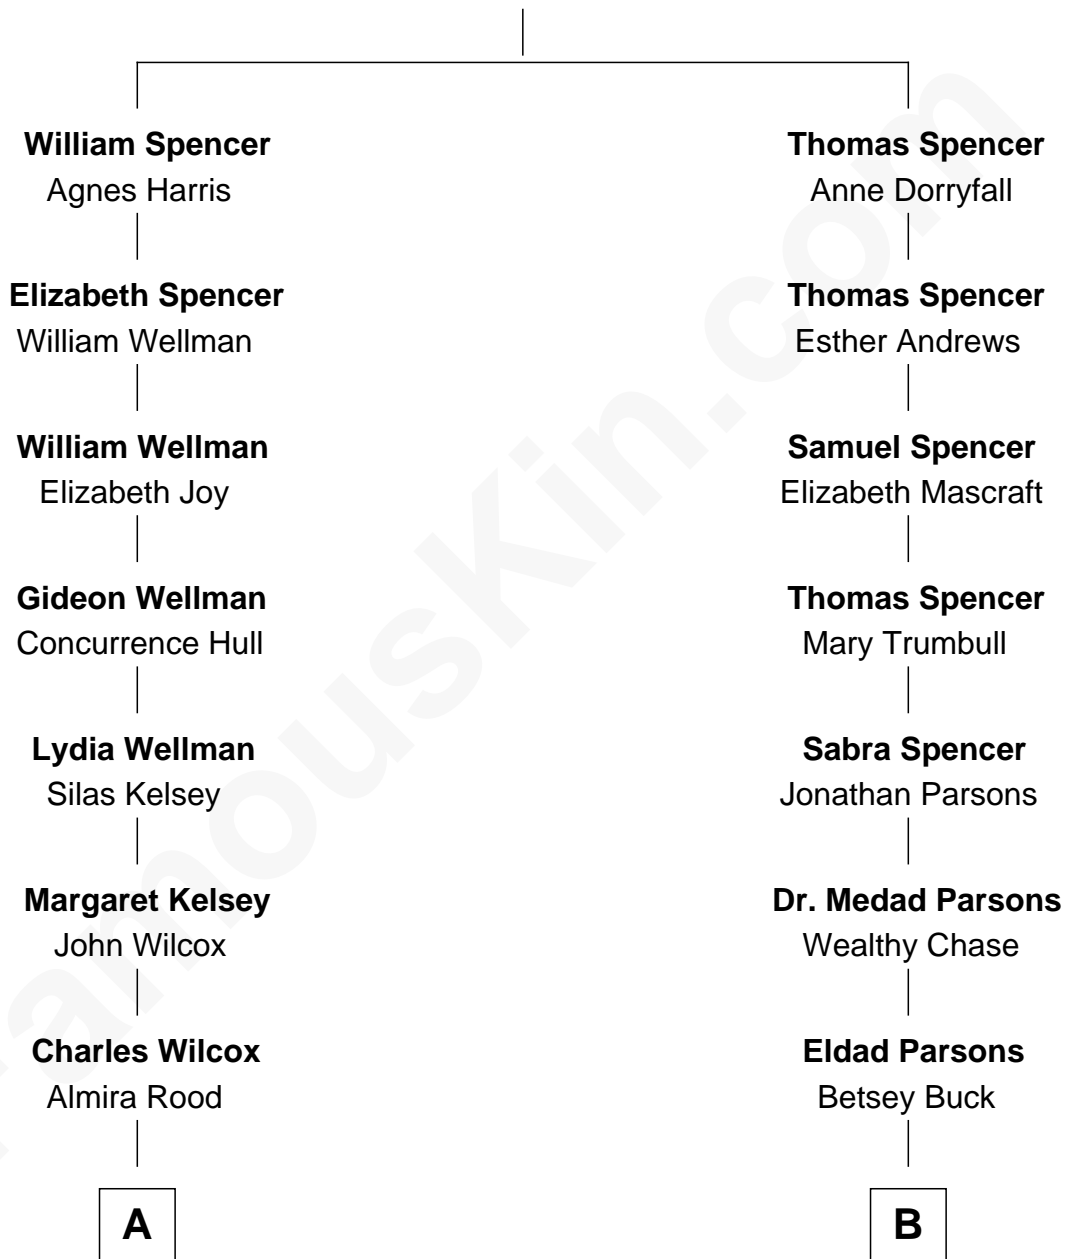 William Spencer
Agnes Harris
Elizabeth Spencer
William Wellman
William Wellman
Elizabeth Joy
Gideon Wellman
Concurrence Hull
Lydia Wellman
Silas Kelsey
Margaret Kelsey
John Wilcox
Charles Wilcox
Almira Rood
A
Thomas Spencer
Anne Dorryfall
Thomas Spencer
Esther Andrews
Samuel Spencer
Elizabeth Mascraft
Thomas Spencer
Mary Trumbull
Sabra Spencer
Jonathan Parsons
Dr. Medad Parsons
Wealthy Chase
Eldad Parsons
Betsey Buck
B
FamousKin.com